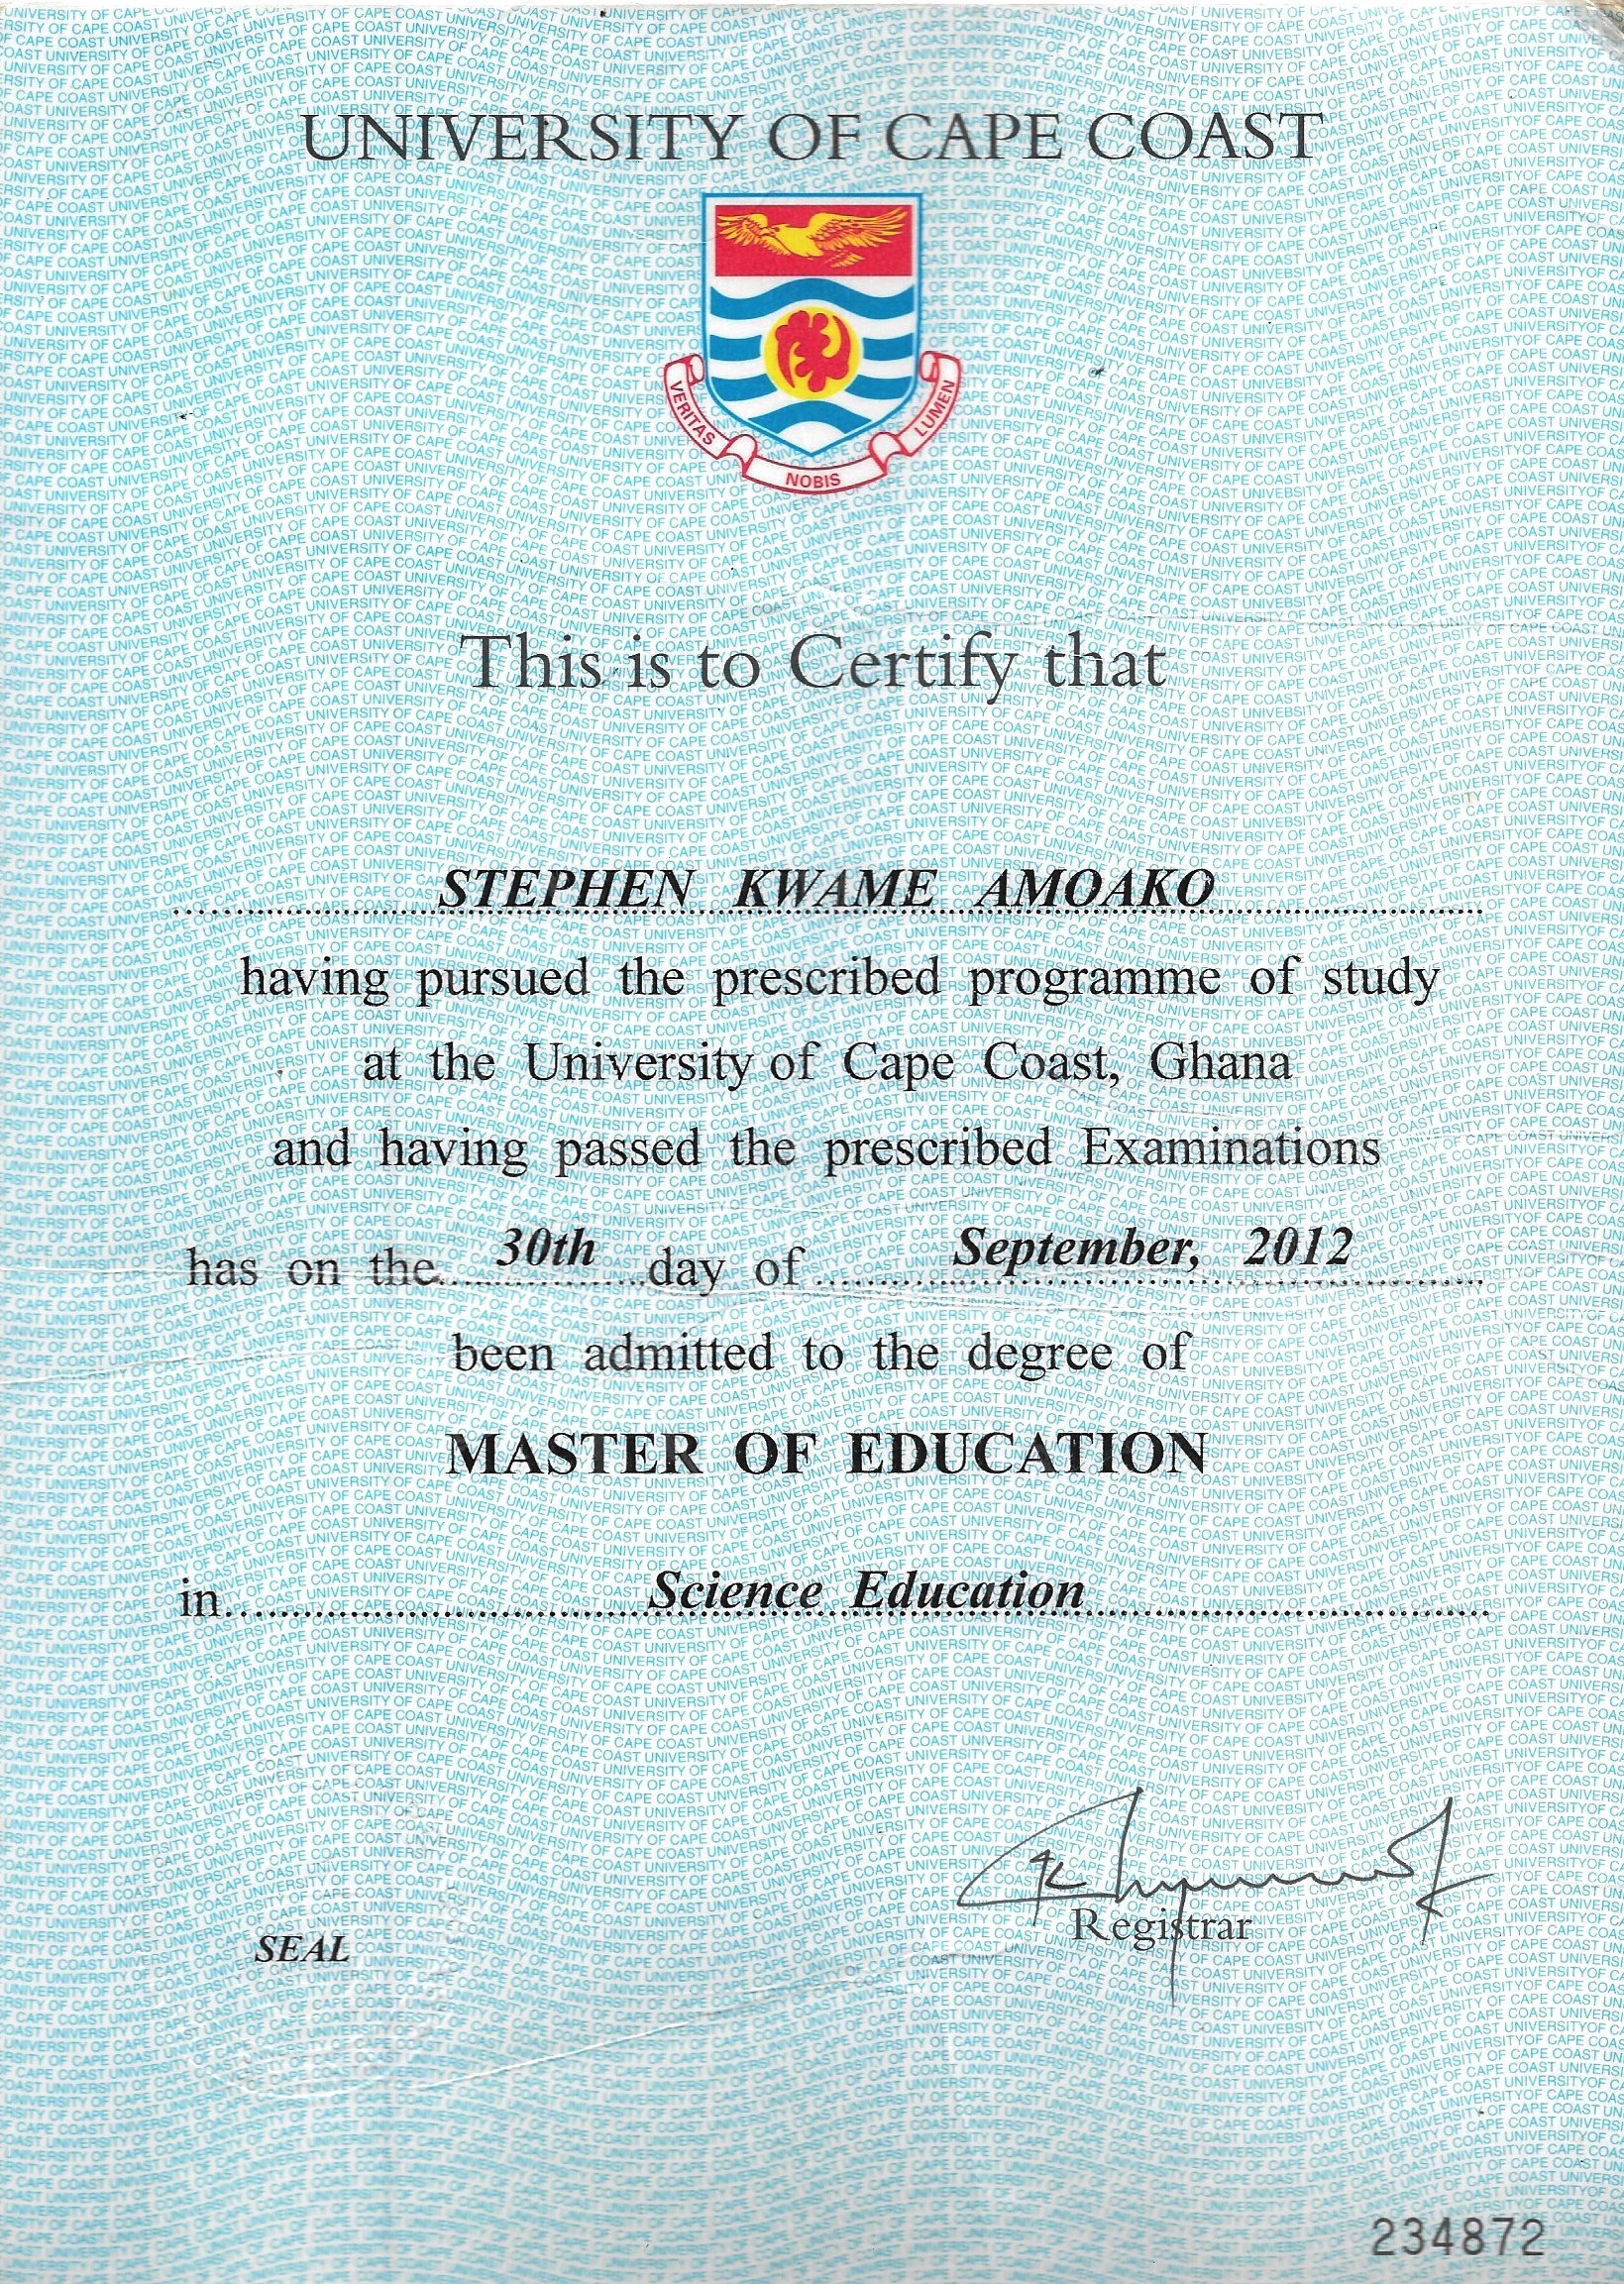 UNIVERSITY OF CAPE COAST
VERITAS
NOBIS
LUMEN
This is to Certify that
STEPHEN KWAME AMOAKO
having pursued the prescribed programme of study
at the University of Cape Coast, Ghana
and having passed the prescribed Examinations
has on the 30th day of September, 2012
been admitted to the degree of
MASTER OF EDUCATION
in Science Education
Registrar
SEAL
234872